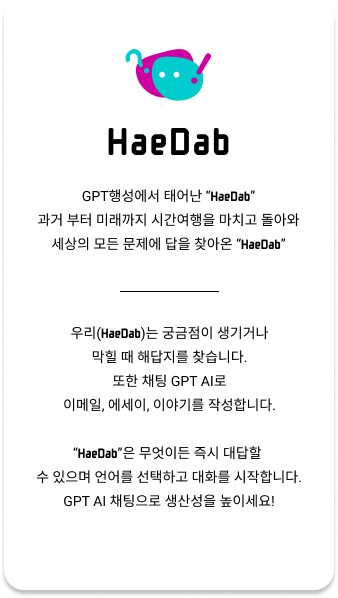 HaeDab
GPT행성에서 태어난 “HaeDab”
과거 부터 미래까지 시간여행을 마치고 돌아와
세상의 모든 문제에 답을 찾아온 “HaeDab”
우리(HaeDab)는 궁금점이 생기거나
막힐 때 해답지를 찾습니다.
또한 채팅 GPT AI로
이메일, 에세이, 이야기를 작성합니다.
“HaeDab”은 무엇이든 즉시 대답할
수 있으며 언어를 선택하고 대화를 시작합니다.
GPT AI 채팅으로 생산성을 높이세요!